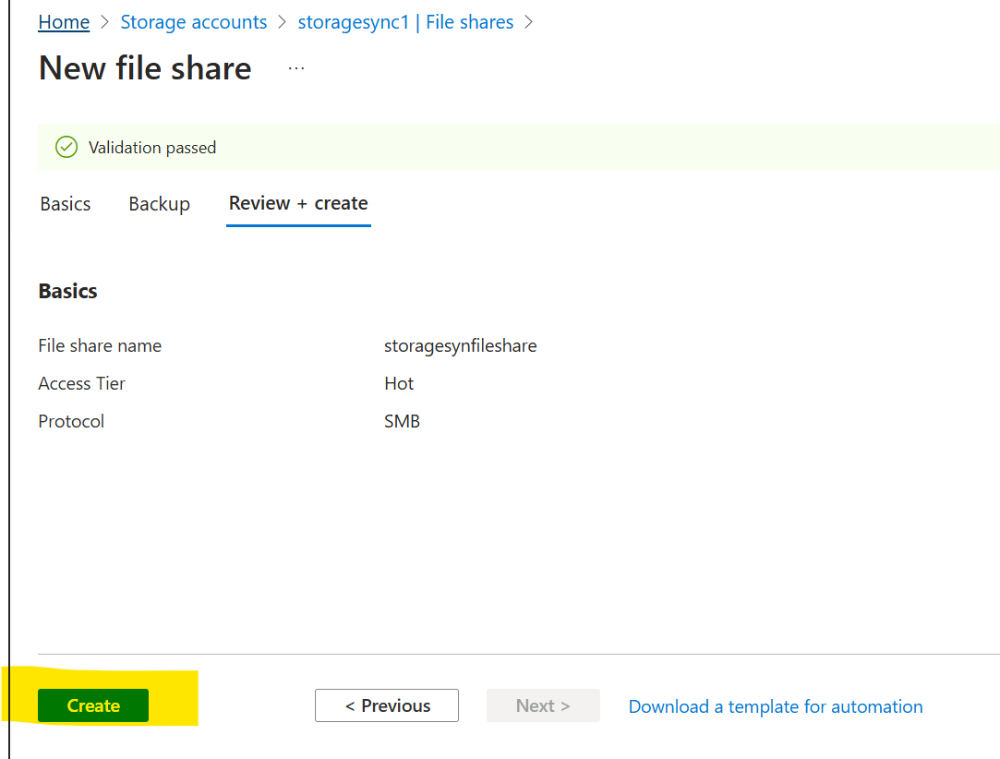 Home > Storage accounts > storagesync1 | File shares >
New file share ...
Validation passed
Basics Backup Review + create
Basics
File share name storagesynfileshare
Access Tier Hot
Protocol SMB
Create < Previous Next > Download a template for automation